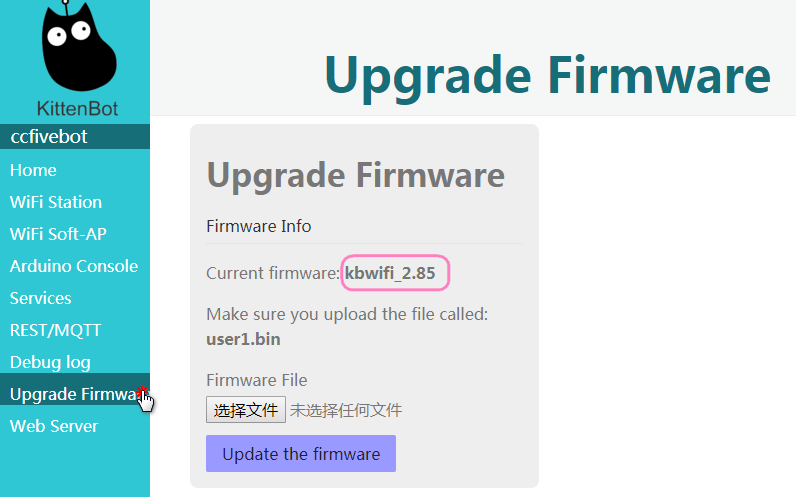 KittenBot
ccfivebot
Home
WiFi Station
WiFi Soft-AP
Arduino Console
Services
REST/MQTT
Debug log
Upgrade Firmwa
Web Server
Upgrade Firmware
Upgrade Firmware
Firmware Info
Current firmware: kbwifi_2.85
Make sure you upload the file called:
user1.bin
Firmware File
选择文件 未选择任何文件
Update the firmware